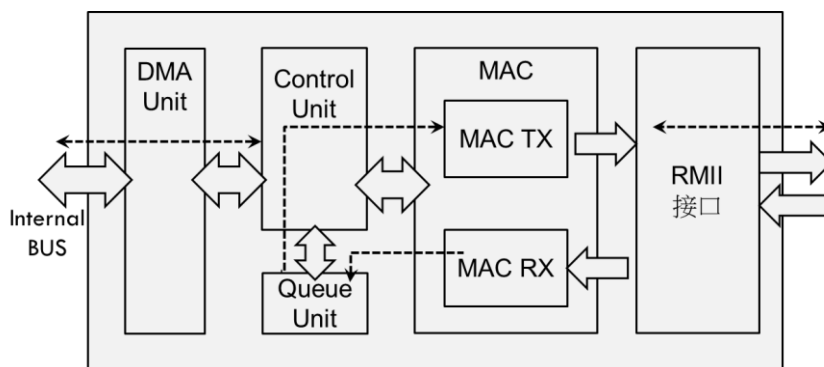 DMA
Unit
Control
Unit
MAC
MAC TX
RMII
接口
Internal
BUS
MAC RX
Queue
Unit